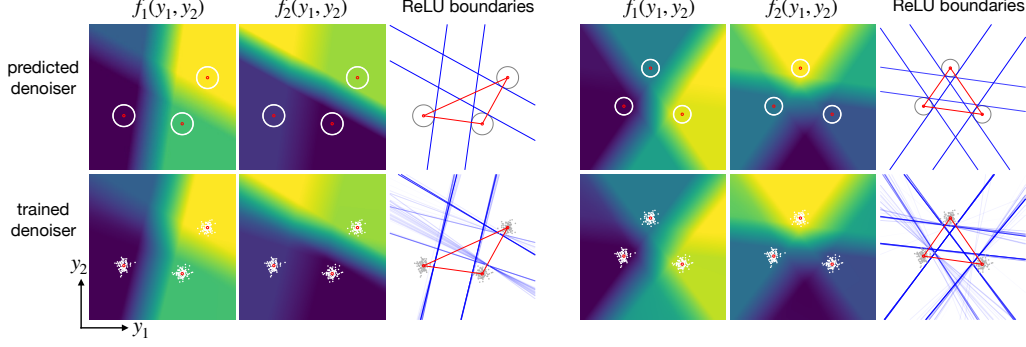 f₁(y₁, y₂) f₂(y₁, y₂) ReLU boundaries f₁(y₁, y₂) f₂(y₁, y₂) ReLU boundaries
predicted
denoiser
trained
denoiser
y₂
y₁